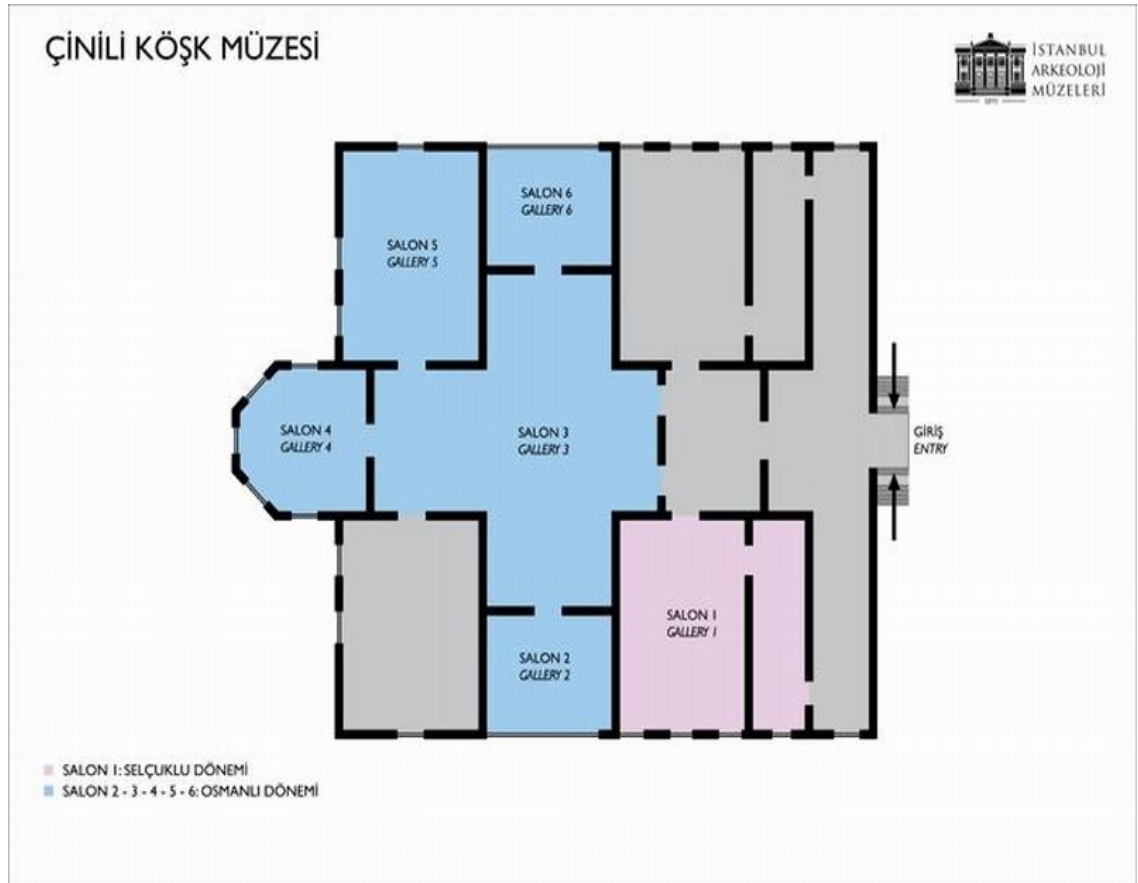 ÇİNİLİ KÖŞK MÜZESİ
İSTANBUL
ARKEOLOJİ
MÜZELERİ
SALON 6
GALLERY 6
SALON 5
GALLERY 5
SALON 4
GALLERY 4
SALON 3
GALLERY 3
GİRİŞ
ENTRY
SALON 1
GALLERY 1
SALON 2
GALLERY 2
SALON 1: SELÇUKLU DÖNEMİ
SALON 2 - 3 - 4 - 5 - 6: OSMANLI DÖNEMİ